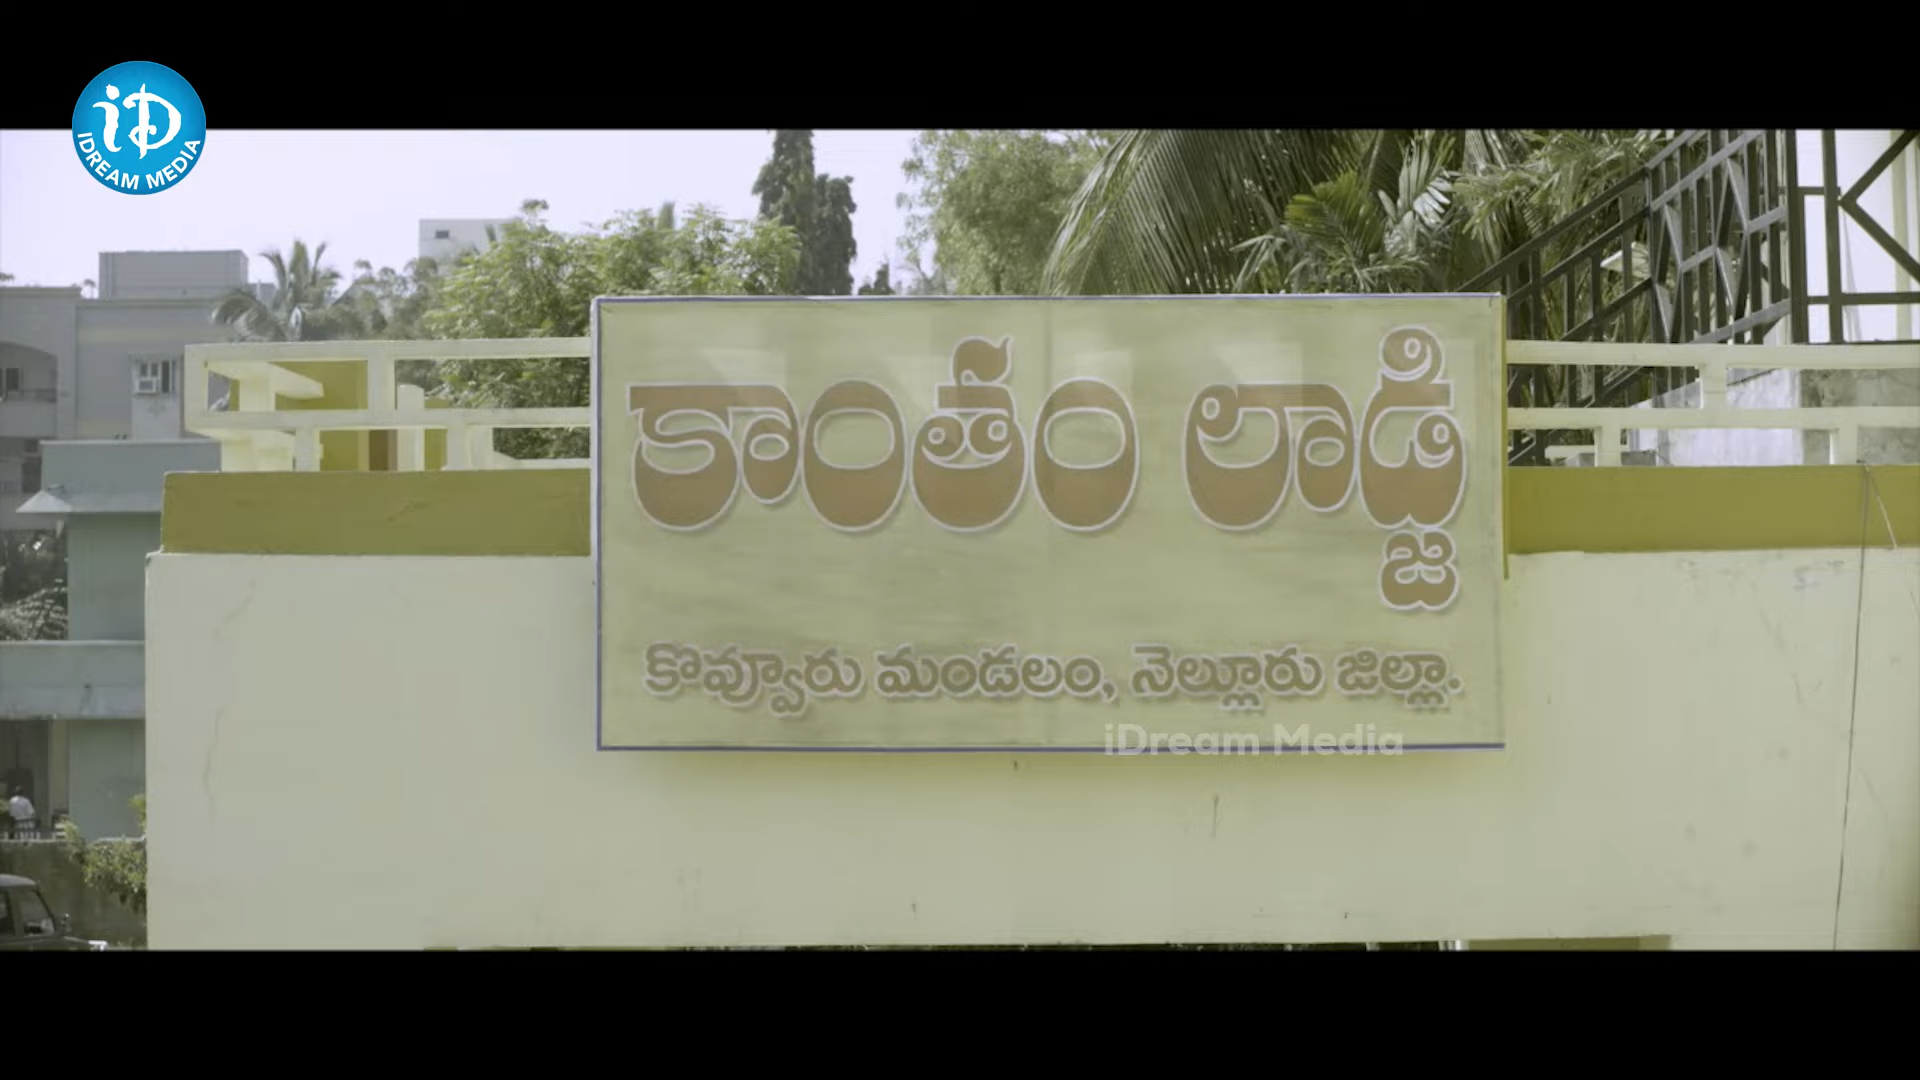 iD
IDREAM MEDIA
కాంతం లాడ్జి
కొవ్వూరు మండలం, నెల్లూరు జిల్లా.
iDream Media